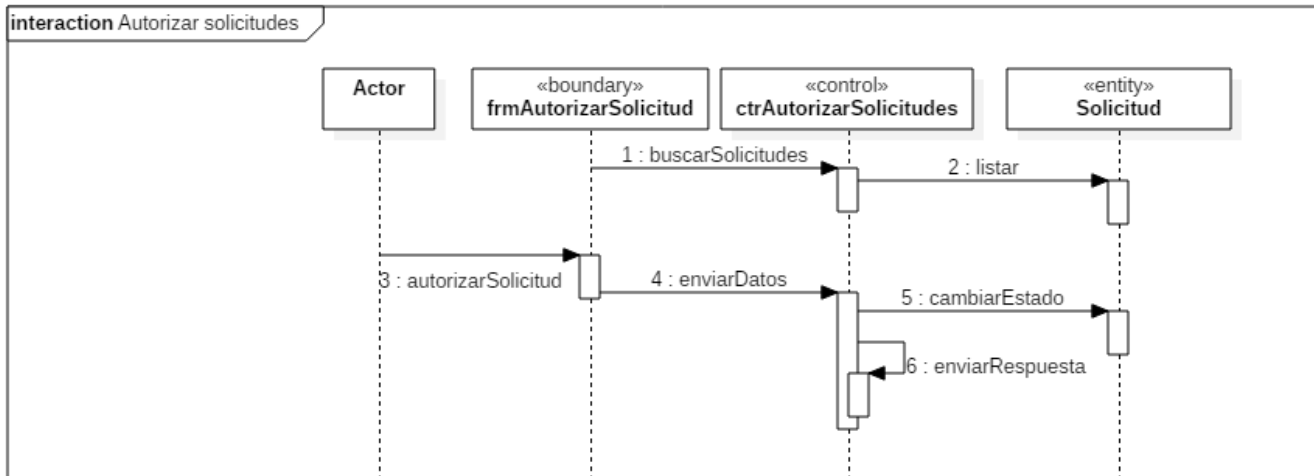 interaction Autorizar solicitudes
Actor
«boundary»
frmAutorizarSolicitud
«control»
ctrAutorizarSolicitudes
«entity»
Solicitud
1 : buscarSolicitudes
2 : listar
3 : autorizarSolicitud
4 : enviarDatos
5 : cambiarEstado
6 : enviarRespuesta